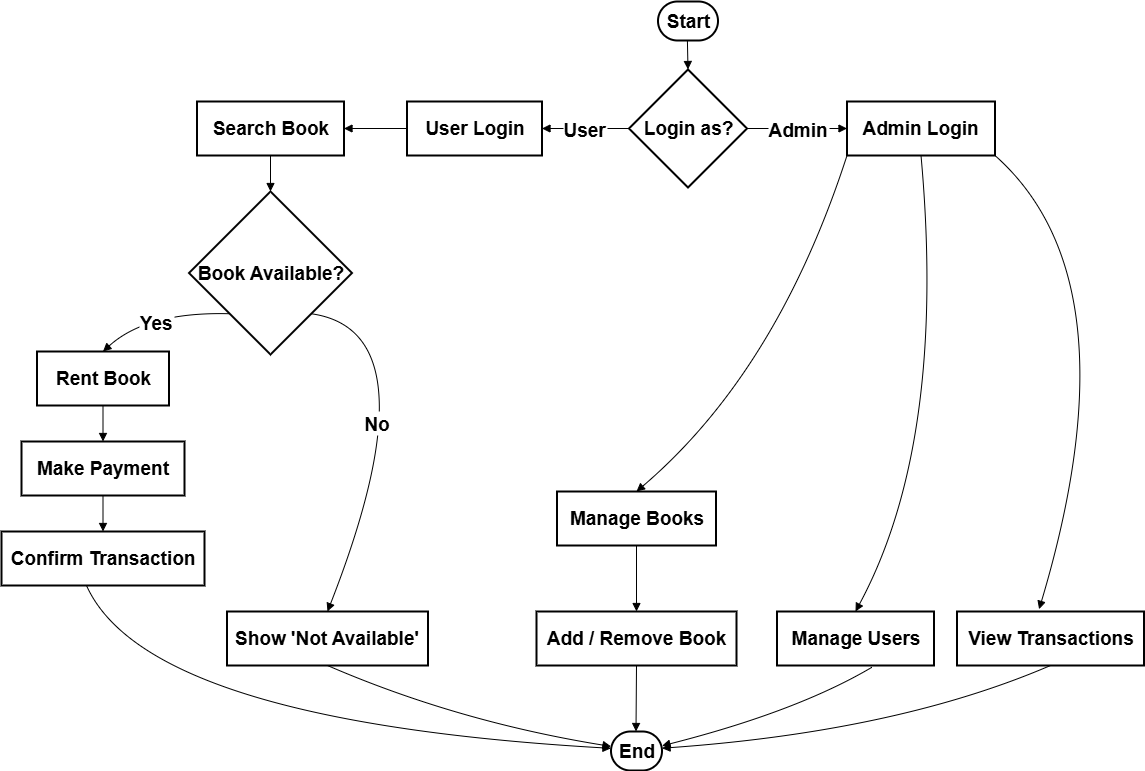 Start
Login as?
User
Admin
Search Book
User Login
Admin Login
Book Available?
Yes
No
Rent Book
Make Payment
Confirm Transaction
Show 'Not Available'
Manage Books
Add / Remove Book
Manage Users
View Transactions
End